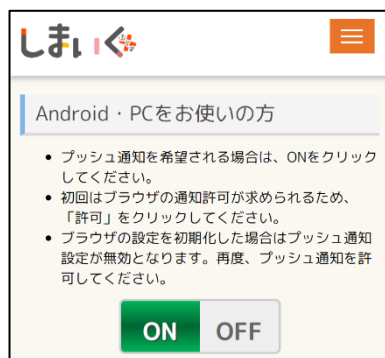 しまいく
Android・PCをお使いの方
• プッシュ通知を希望される場合は、ONをクリック
してください。
• 初回はブラウザの通知許可が求められるため、
「許可」をクリックしてください。
• ブラウザの設定を初期化した場合はプッシュ通知
設定が無効となります。再度、プッシュ通知を許
可してください。
ON OFF